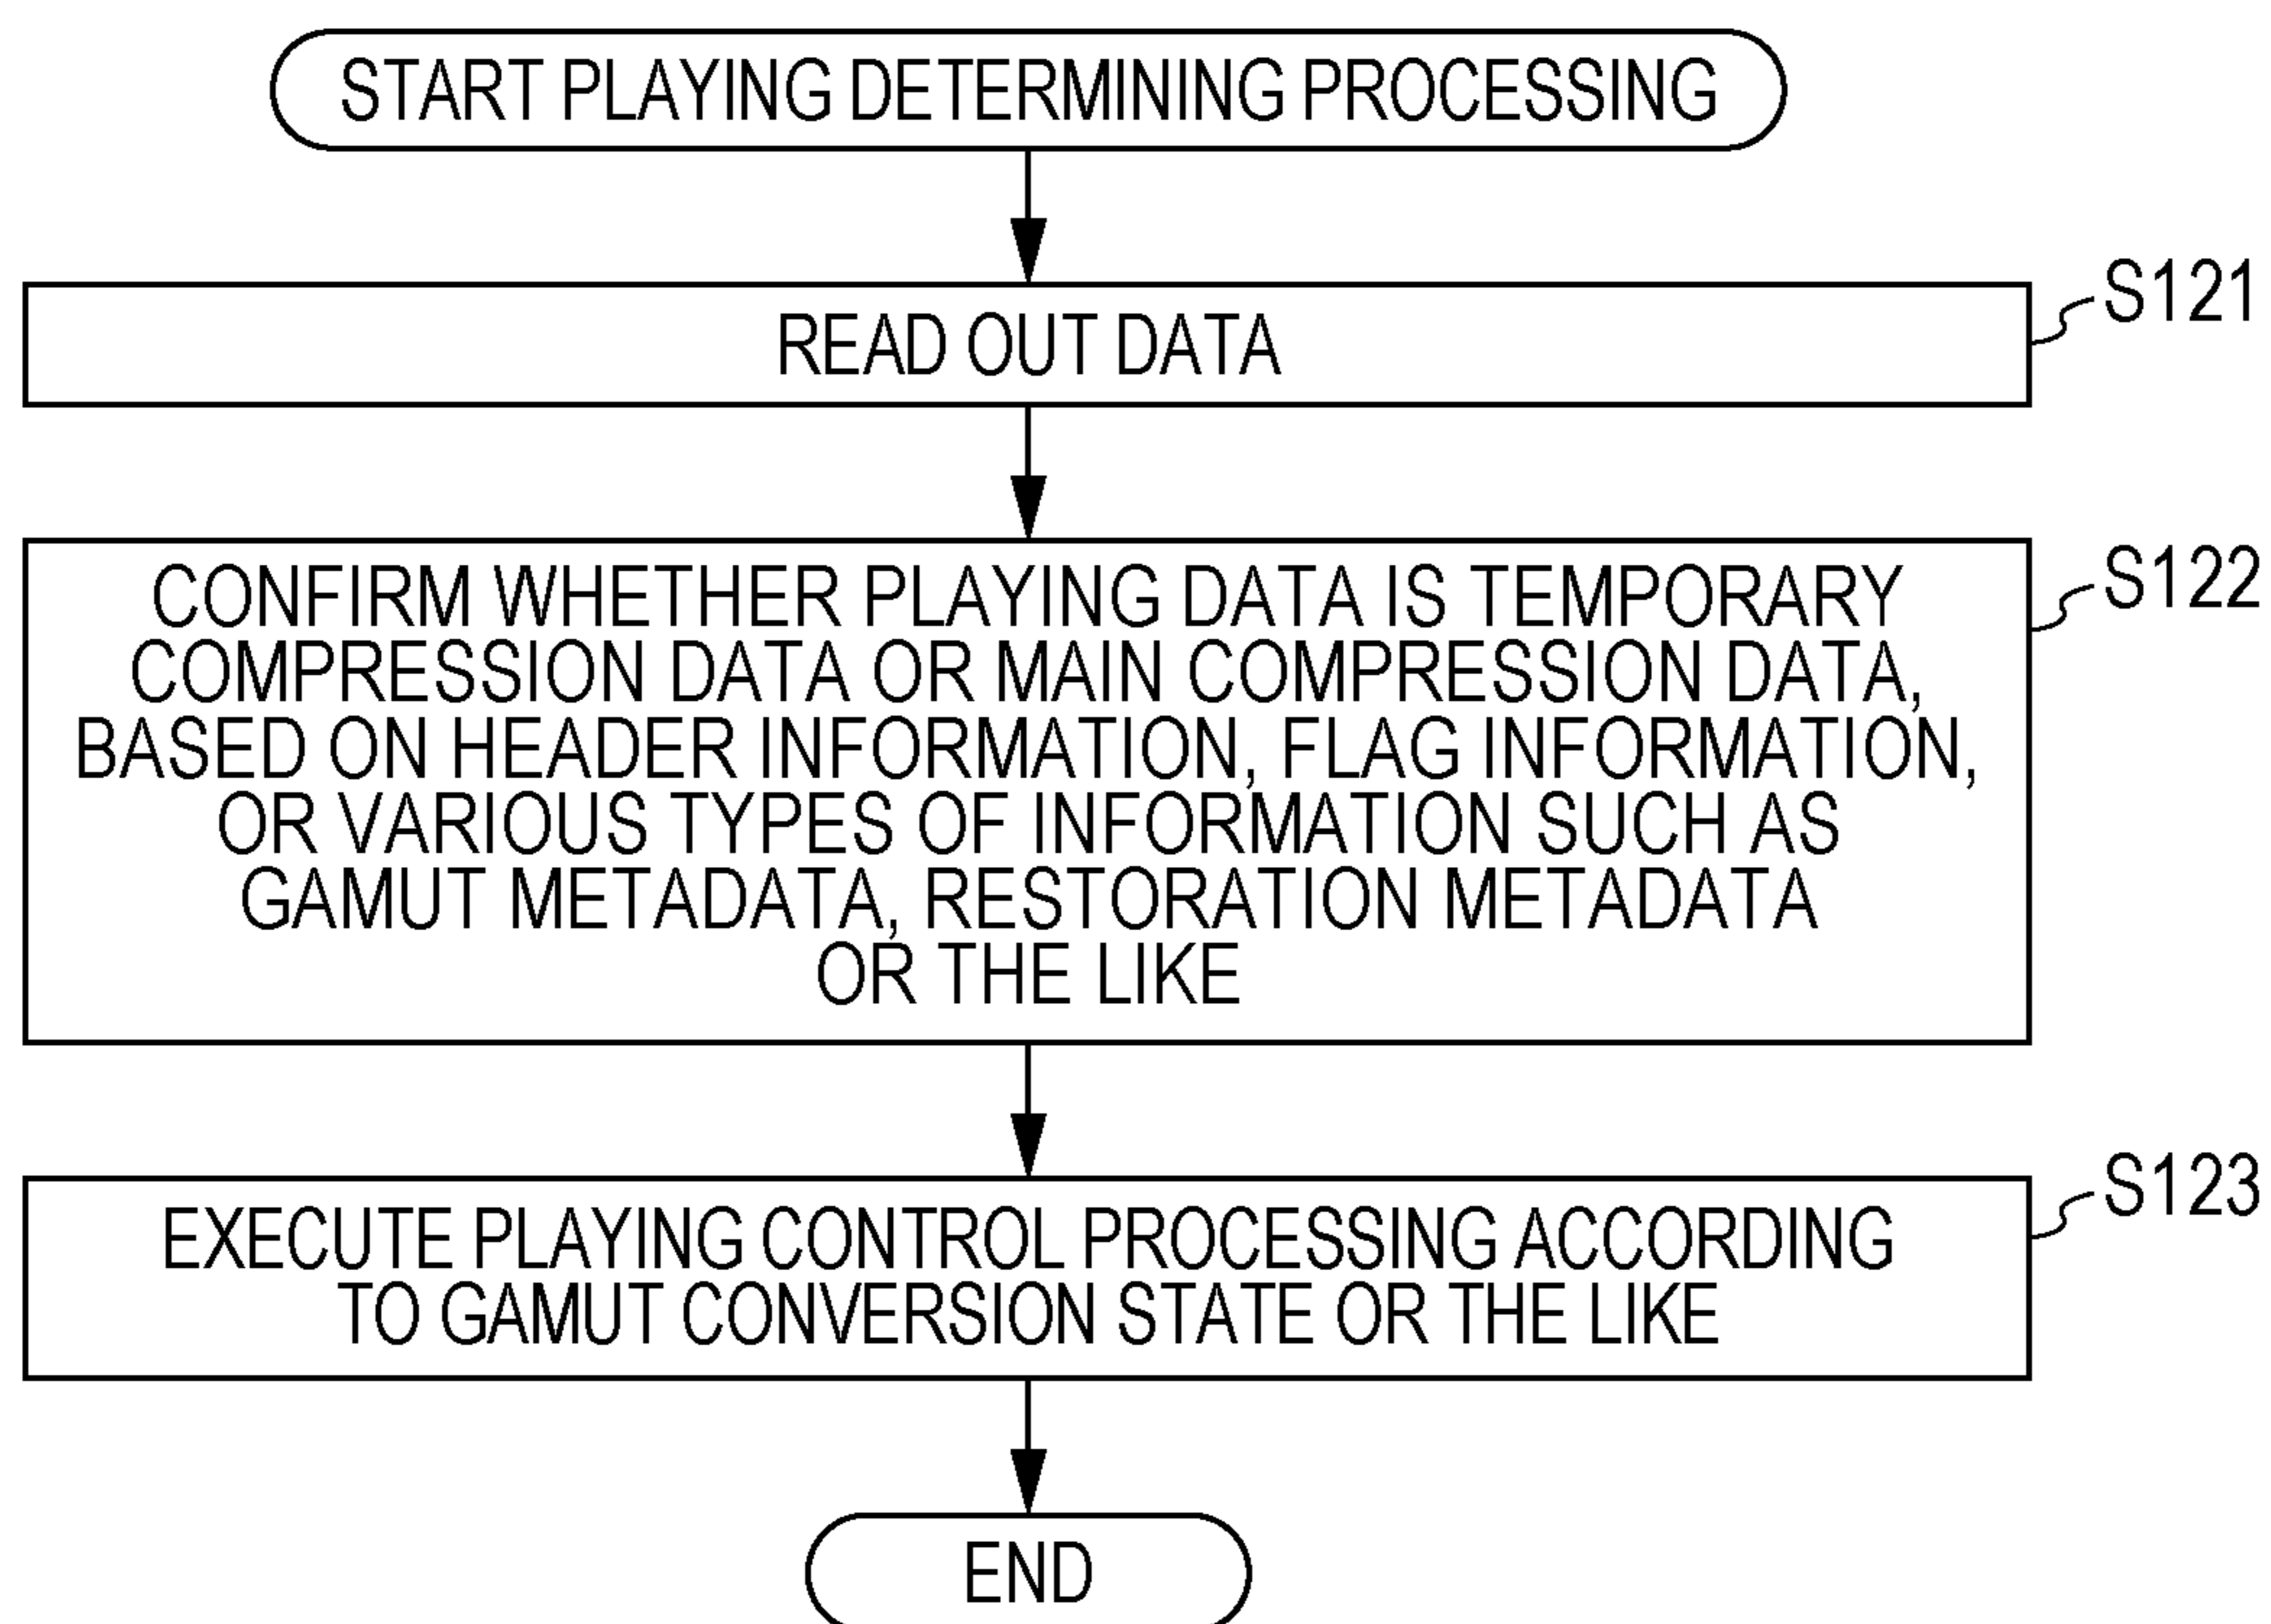 START PLAYING DETERMINING PROCESSING
S121
READ OUT DATA
S122
CONFIRM WHETHER PLAYING DATA IS TEMPORARY
COMPRESSION DATA OR MAIN COMPRESSION DATA,
BASED ON HEADER INFORMATION, FLAG INFORMATION,
OR VARIOUS TYPES OF INFORMATION SUCH AS
GAMUT METADATA, RESTORATION METADATA
OR THE LIKE
S123
EXECUTE PLAYING CONTROL PROCESSING ACCORDING
TO GAMUT CONVERSION STATE OR THE LIKE
END